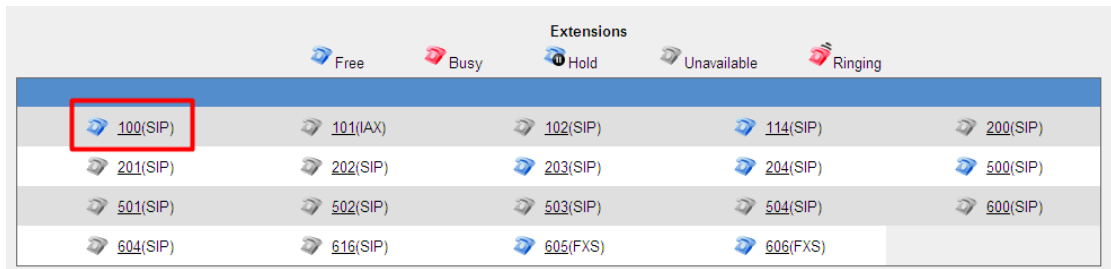 Extensions
Free Busy Hold Unavailable Ringing
100(SIP) 101(IAX) 102(SIP) 114(SIP) 200(SIP)
201(SIP) 202(SIP) 203(SIP) 204(SIP) 500(SIP)
501(SIP) 502(SIP) 503(SIP) 504(SIP) 600(SIP)
604(SIP) 616(SIP) 605(FXS) 606(FXS)